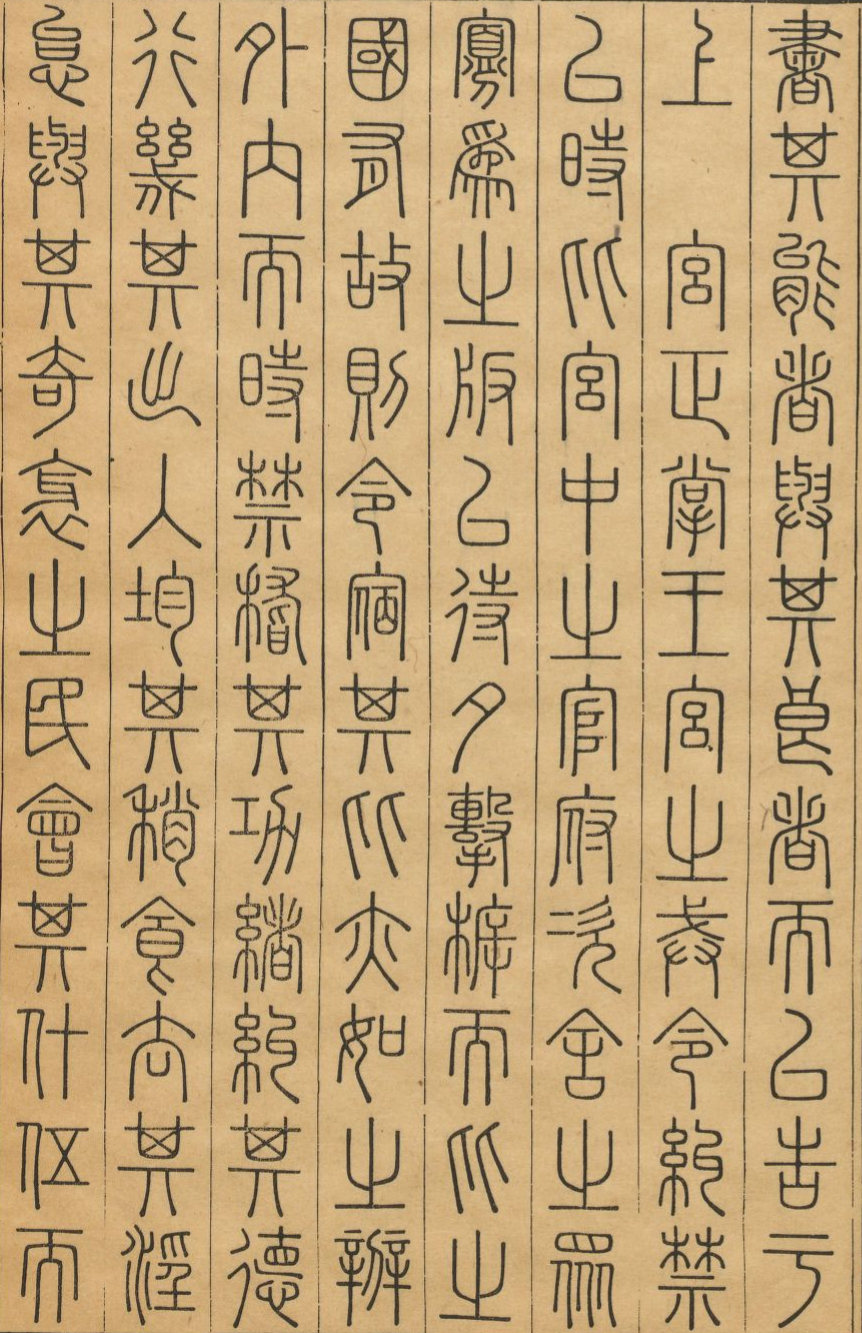 書其能者與其良者而以告于
上　宮正掌王宮之戒令糾禁
以時比宮中之官府次舍之眾
寡為之版以待夕擊柝而比之
國有故則令宿其比亦如之辨
外內而時禁稽其功緒糾其德
行幾其出人均其稍食去其淫
怠與其奇衺之民會其什伍而